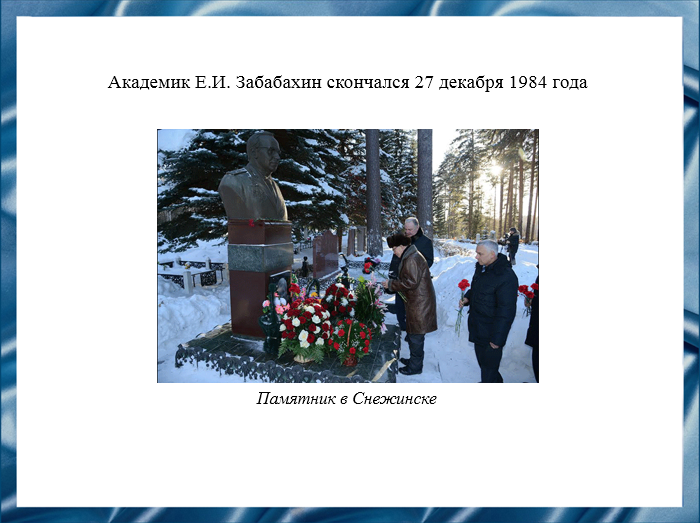 Академик Е.И. Забабахин скончался 27 декабря 1984 года
Памятник в Снежинске